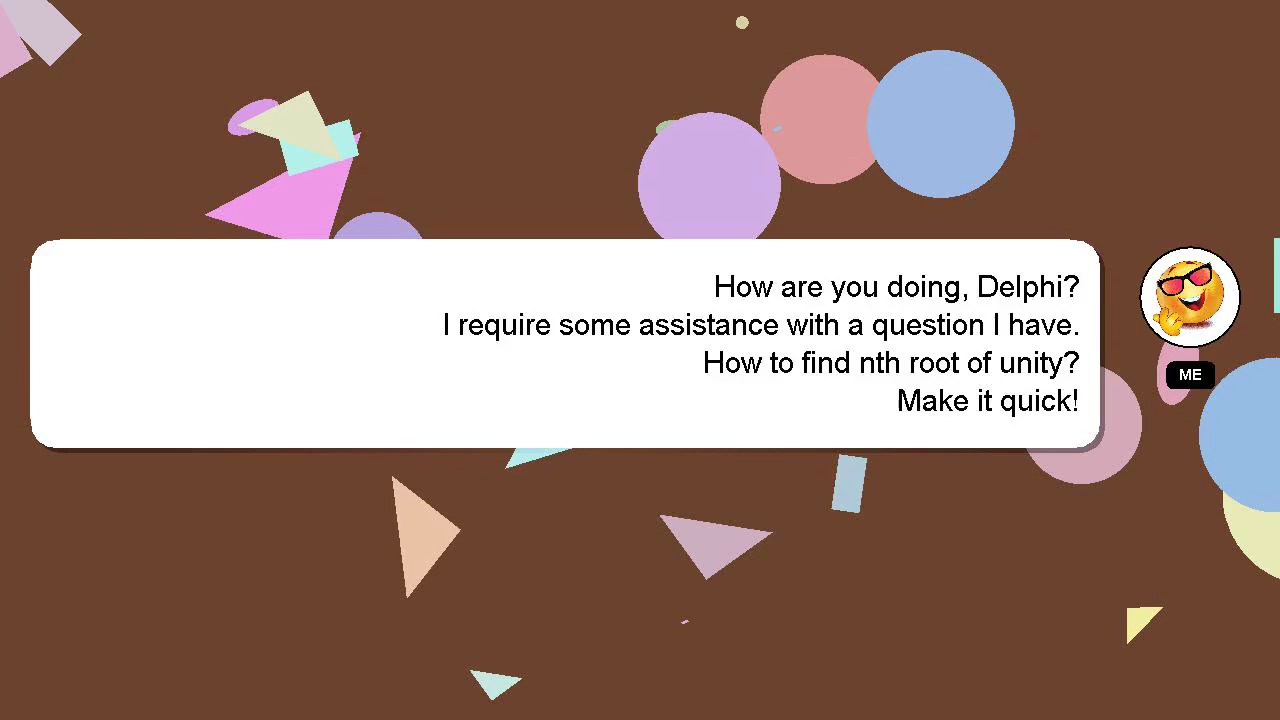 How are you doing, Delphi?
I require some assistance with a question I have.
How to find nth root of unity?
Make it quick!
ME